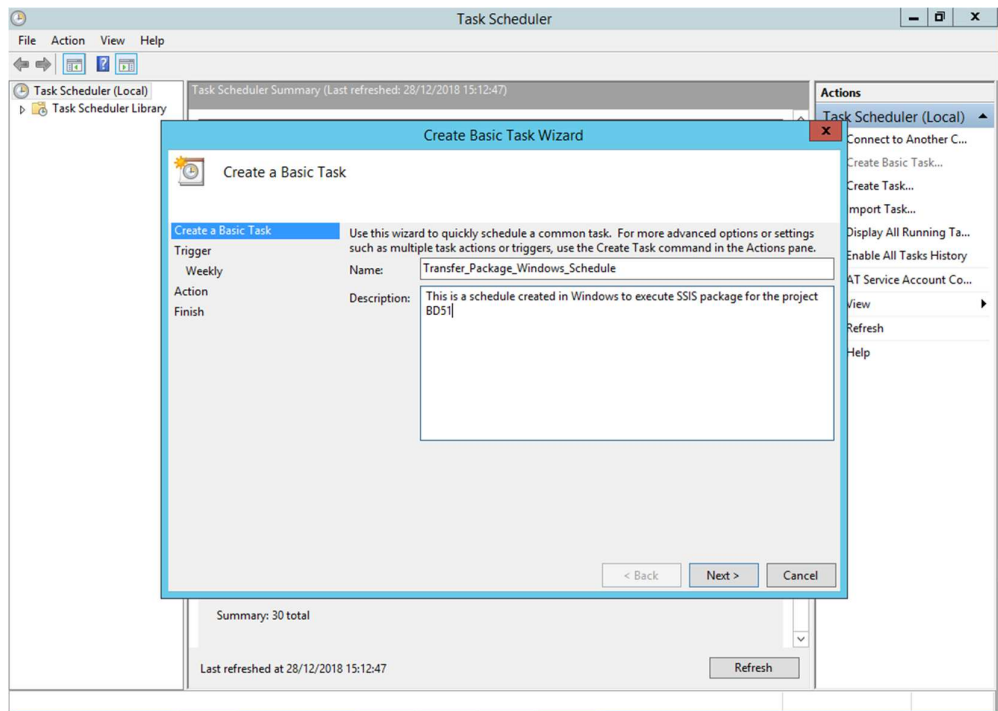 Task Scheduler
File Action View Help
Task Scheduler (Local)
Task Scheduler Library
Task Scheduler Summary (Last refreshed: 28/12/2018 15:12:47)
Actions
Task Scheduler (Local)
Connect to Another C...
Create Basic Task...
Create Task...
mport Task...
Display All Running Ta...
Enable All Tasks History
AT Service Account Co...
View
Refresh
Help
Create Basic Task Wizard
Create a Basic Task
Create a Basic Task
Trigger
Weekly
Action
Finish
Use this wizard to quickly schedule a common task. For more advanced options or settings
such as multiple task actions or triggers, use the Create Task command in the Actions pane.
Name: Transfer_Package_Windows_Schedule
Description: This is a schedule created in Windows to execute SSIS package for the project
BD51
< Back Next > Cancel
Summary: 30 total
Last refreshed at 28/12/2018 15:12:47 Refresh